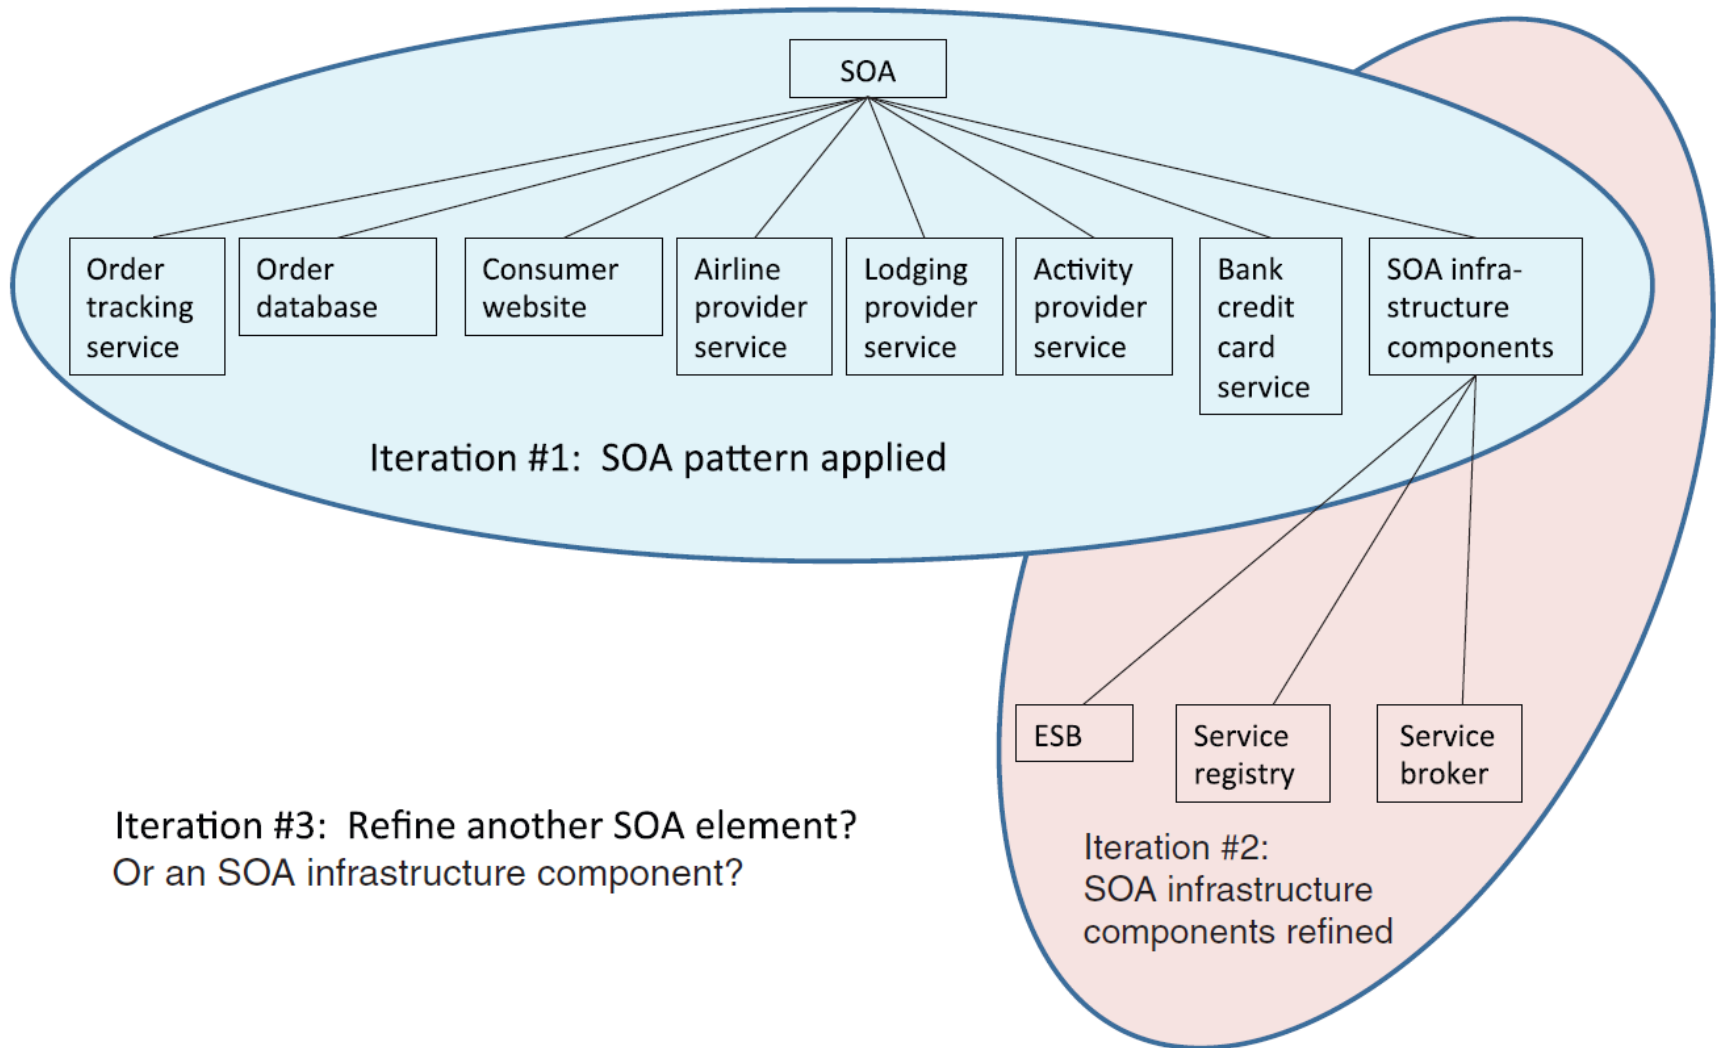 SOA
Order
tracking
service
Order
database
Consumer
website
Airline
provider
service
Lodging
provider
service
Activity
provider
service
Bank
credit
card
service
SOA infra-
structure
components
Iteration #1:  SOA pattern applied
ESB
Service
registry
Service
broker
Iteration #3:  Refine another SOA element?
Or an SOA infrastructure component?
Iteration #2:
SOA infrastructure
components refined